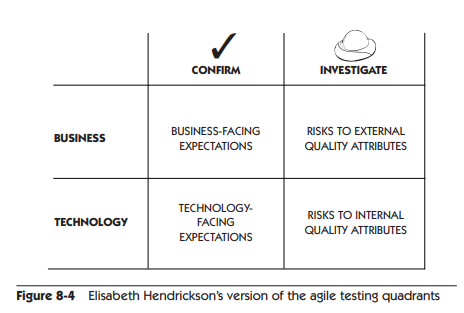 CONFIRM
INVESTIGATE
BUSINESS
BUSINESS-FACING
EXPECTATIONS
RISKS TO EXTERNAL
QUALITY ATTRIBUTES
TECHNOLOGY
TECHNOLOGY-
FACING
EXPECTATIONS
RISKS TO INTERNAL
QUALITY ATTRIBUTES
Figure 8-4 Elisabeth Hendrickson's version of the agile testing quadrants